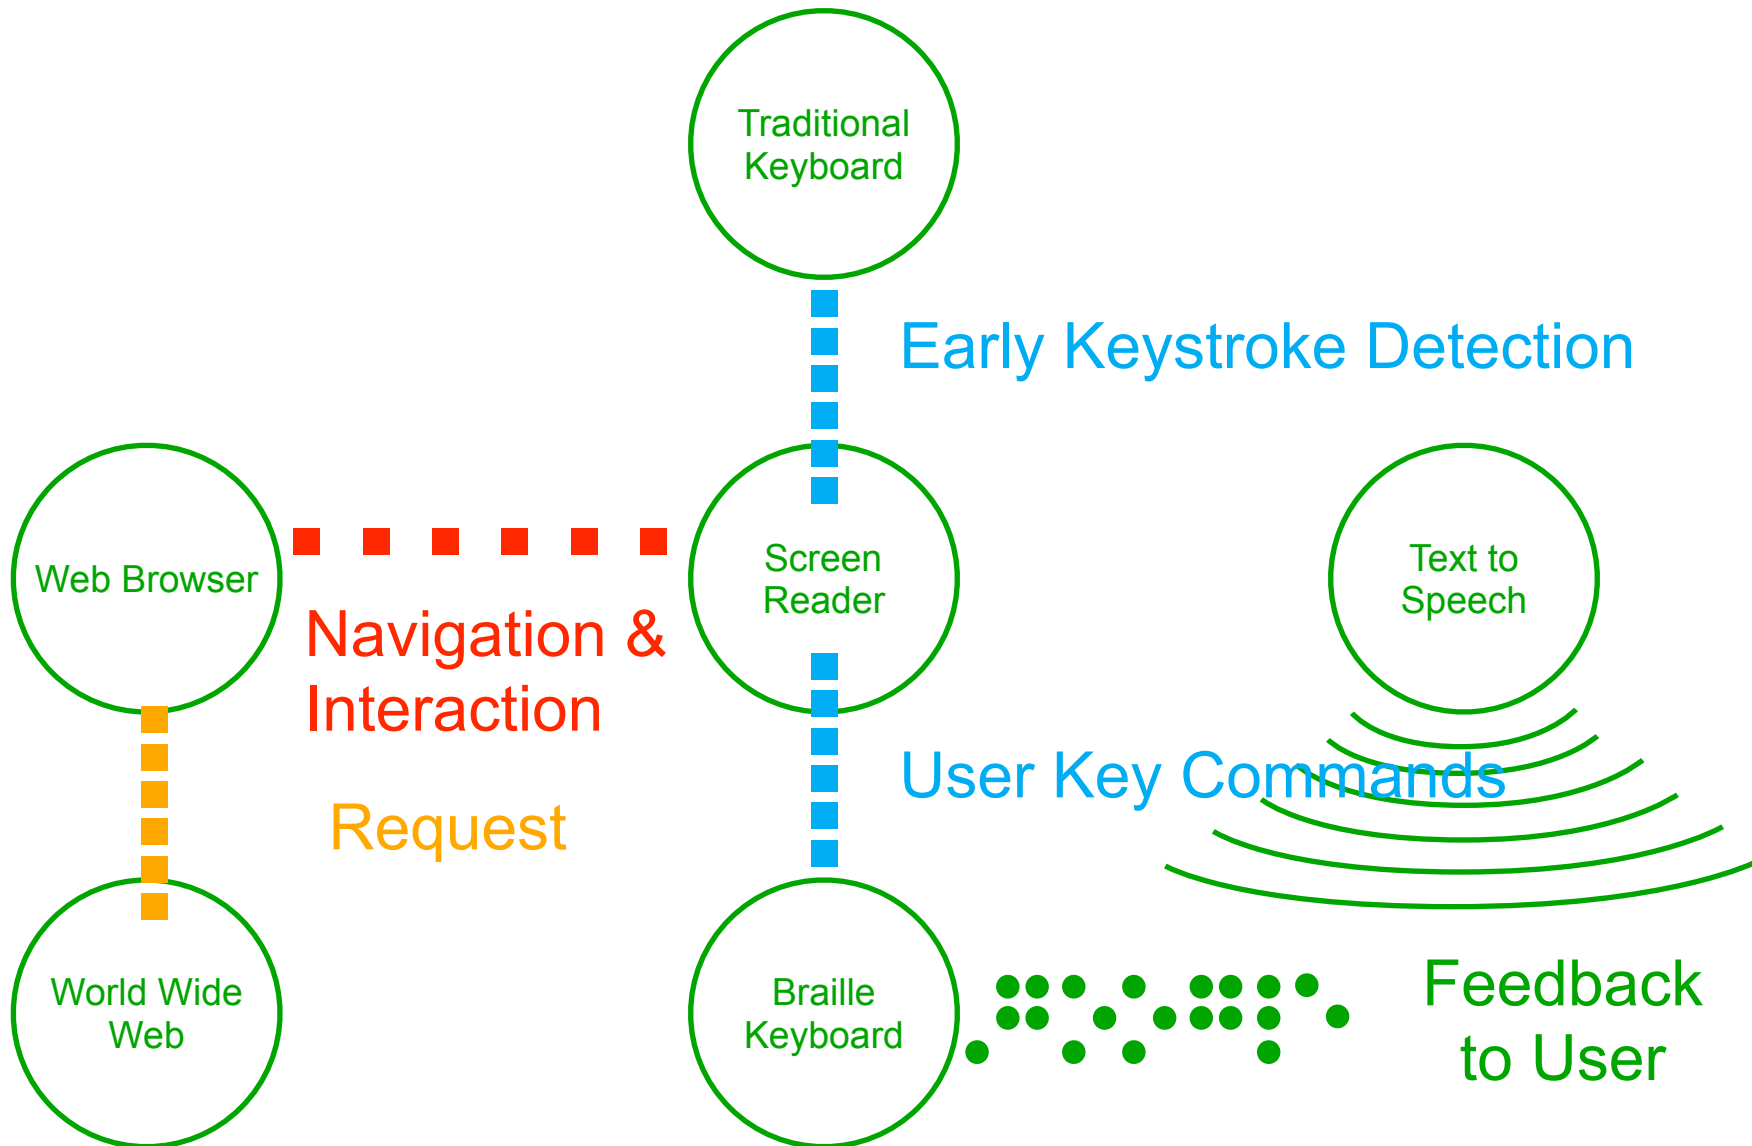 Traditional
Keyboard
Early Keystroke Detection
Web Browser
Navigation &
Interaction
Screen
Reader
Text to
Speech
Request
User Key Commands
World Wide
Web
Braille
Keyboard
Feedback
to User